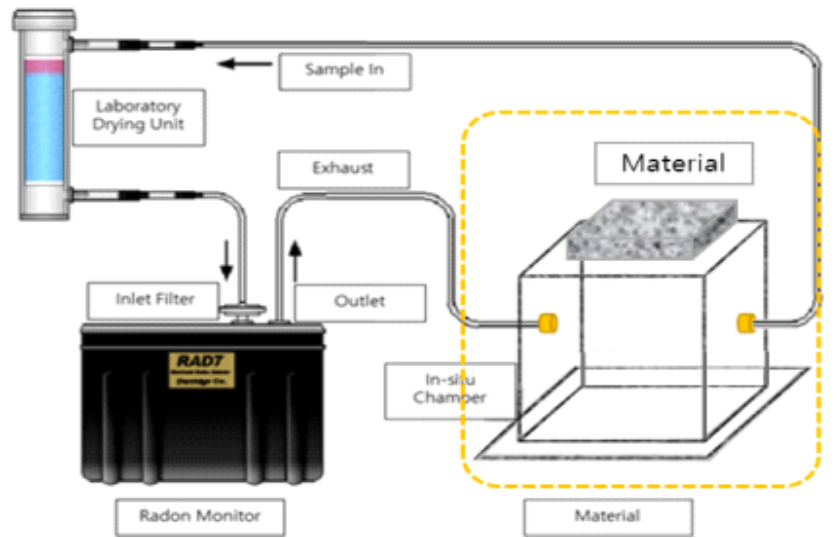 Sample In
Laboratory
Drying Unit
Exhaust
Material
Inlet Filter
Outlet
RAD7
In-situ
Chamber
Radon Monitor
Material